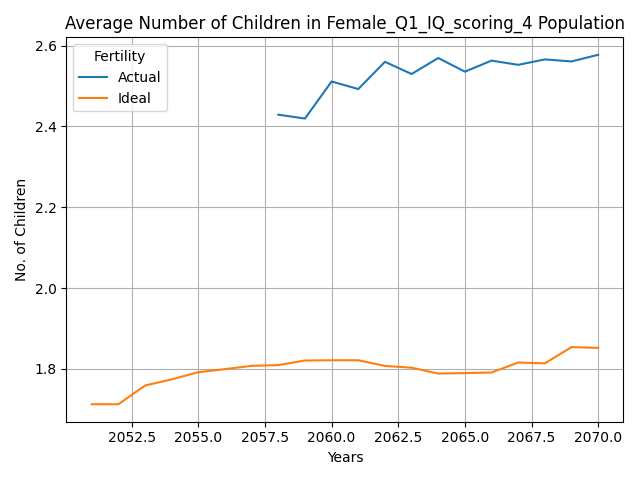 Average Number of Children in Female_Q1_IQ_scoring_4 Population
Fertility
Actual
Ideal
No. of Children
2.6
2.4
2.2
2.0
1.8
2052.5 2055.0 2057.5 2060.0 2062.5 2065.0 2067.5 2070.0
Years